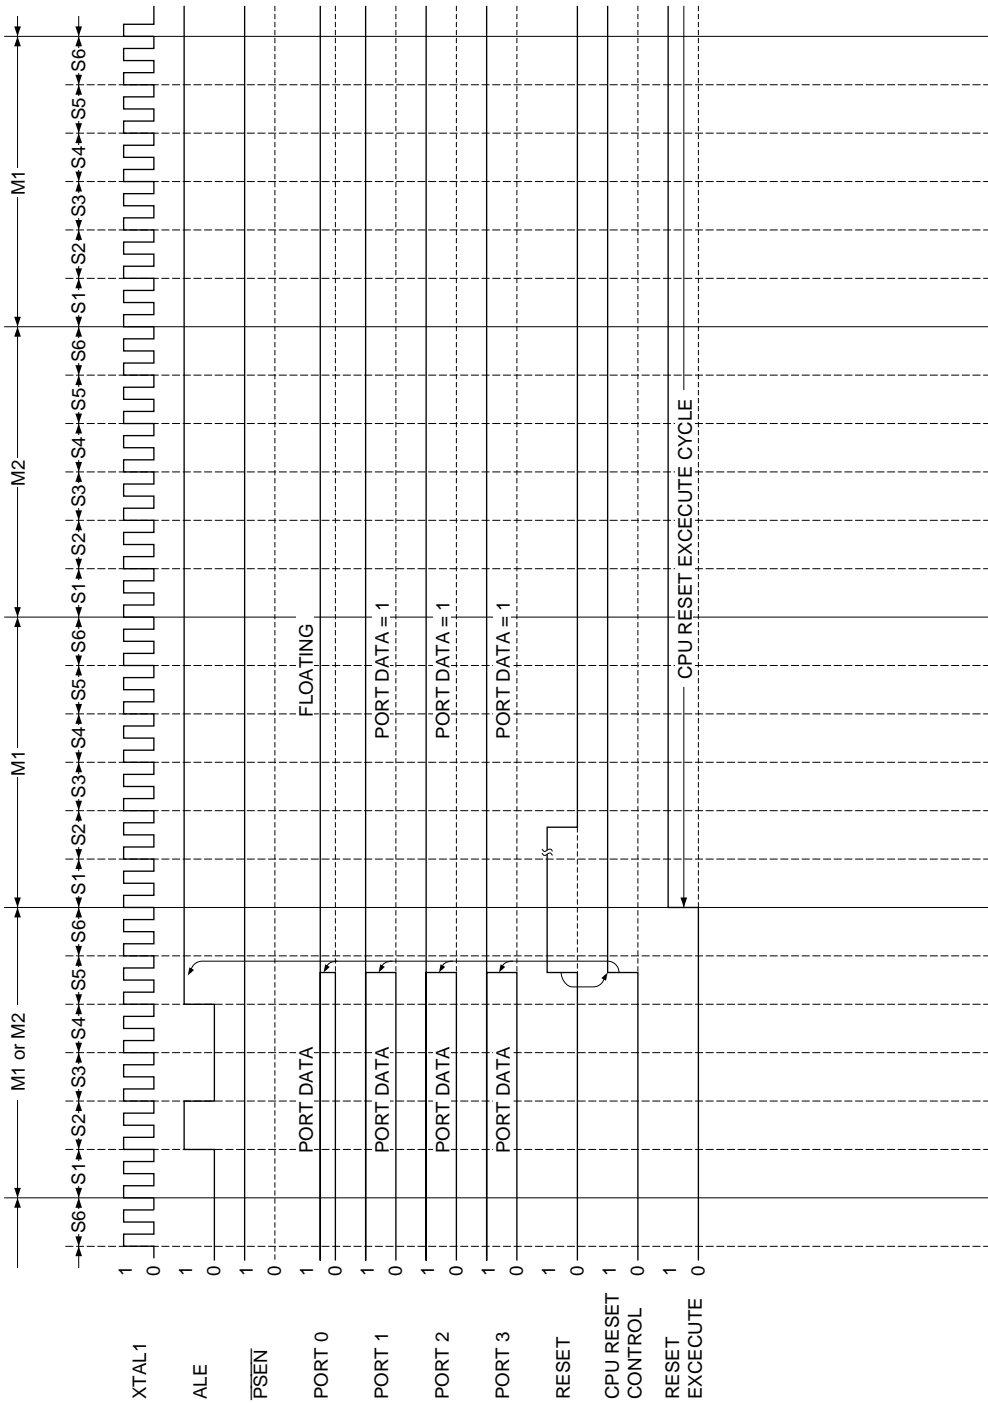 M1 or M2 M1 M2 M1
S6 S1 S2 S3 S4 S5 S6 S1 S2 S3 S4 S5 S6 S1 S2 S3 S4 S5 S6 S1 S2 S3 S4 S5 S6
XTAL1 1
0
ALE 1
0
PSEN 1
0
PORT 0 1 PORT DATA FLOATING
0
PORT 1 1
PORT DATA PORT DATA = 1
0
PORT 2 1
PORT DATA PORT DATA = 1
0
PORT 3 1
PORT DATA PORT DATA = 1
0
RESET 1
0
CPU RESET 1
CONTROL 0
RESET 1
EXCECUTE CPU RESET EXCECUTE CYCLE
0